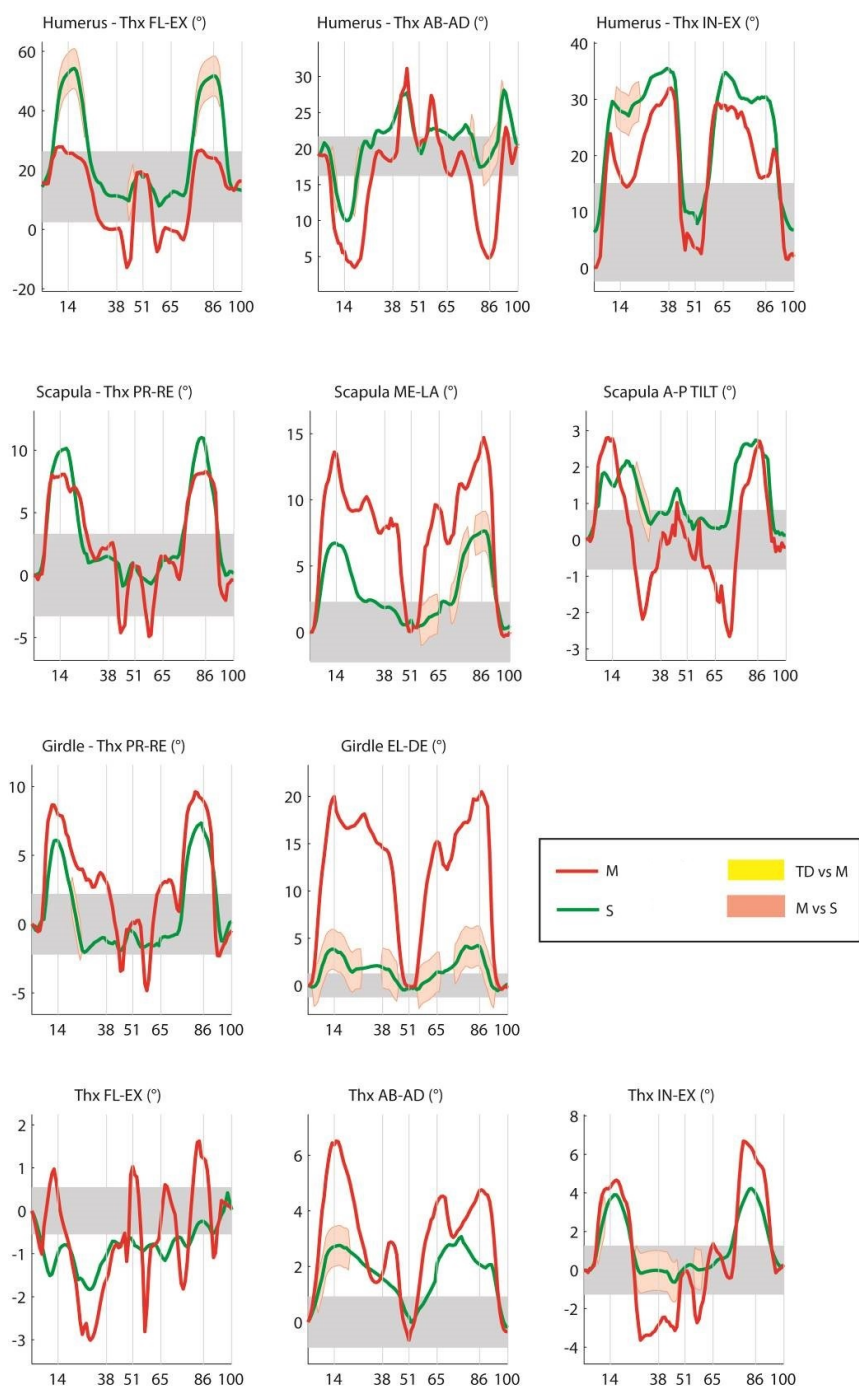 Humerus - Thx FL-EX (°)
60
40
20
0
-20
14 38 51 65 86 100
Humerus - Thx AB-AD (°)
30
25
20
15
10
5
14 38 51 65 86 100
Humerus - Thx IN-EX (°)
40
30
20
10
0
14 38 51 65 86 100
Scapula - Thx PR-RE (°)
10
5
0
-5
14 38 51 65 86 100
Scapula ME-LA (°)
15
10
5
0
14 38 51 65 86 100
Scapula A-P TILT (°)
3
2
1
0
-1
-2
-3
14 38 51 65 86 100
Girdle - Thx PR-RE (°)
10
5
0
-5
14 38 51 65 86 100
Girdle EL-DE (°)
20
15
10
5
0
14 38 51 65 86 100
M
TD vs M
S
M vs S
Thx FL-EX (°)
2
1
0
-1
-2
-3
14 38 51 65 86 100
Thx AB-AD (°)
6
4
2
0
14 38 51 65 86 100
Thx IN-EX (°)
8
6
4
2
0
-2
-4
14 38 51 65 86 100